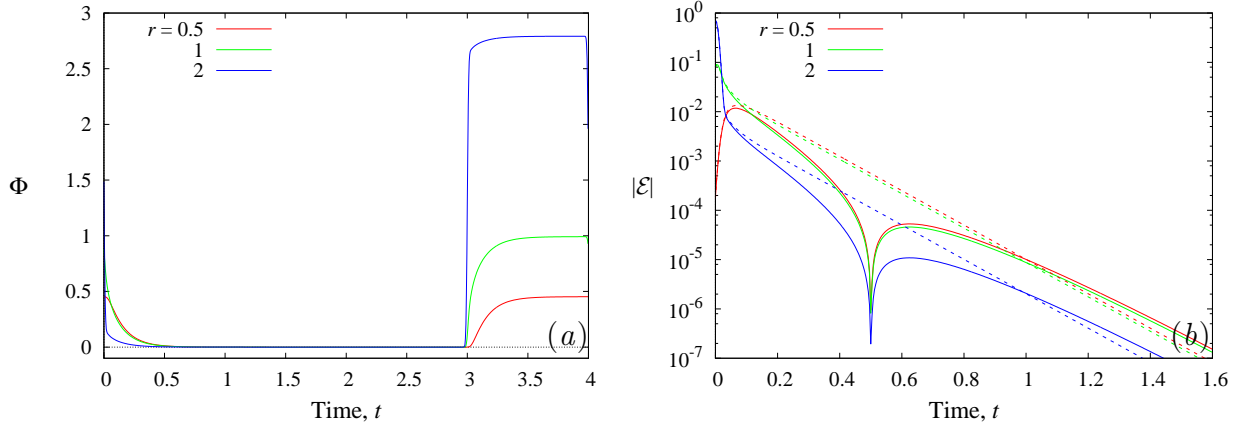 3
2.5
2
1.5
1
0.5
0
Φ
r = 0.5
1
2
(a)
0 0.5 1 1.5 2 2.5 3 3.5 4
Time, t
10^0
10^-1
10^-2
10^-3
10^-4
10^-5
10^-6
10^-7
|ℰ|
r = 0.5
1
2
(b)
0 0.2 0.4 0.6 0.8 1 1.2 1.4 1.6
Time, t